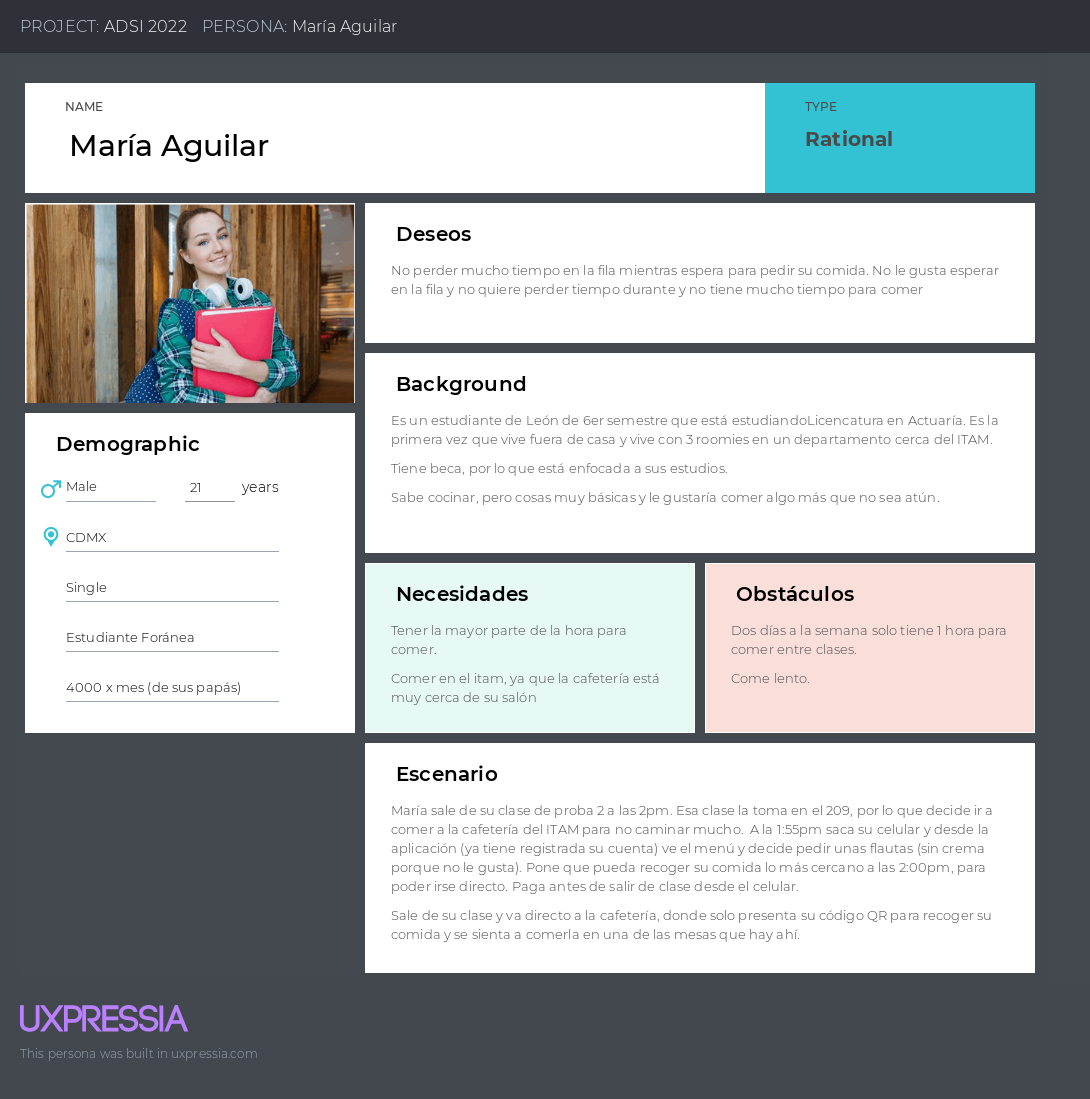 PROJECT: ADSI 2022 PERSONA: María Aguilar
NAME
María Aguilar
TYPE
Rational
Deseos
No perder mucho tiempo en la fila mientras espera para pedir su comida. No le gusta esperar
en la fila y no quiere perder tiempo durante y no tiene mucho tiempo para comer
Background
Es un estudiante de León de 6er semestre que está estudiandoLicenciatura en Actuaría. Es la
primera vez que vive fuera de casa y vive con 3 roomies en un departamento cerca del ITAM.
Tiene beca, por lo que está enfocada a sus estudios.
Sabe cocinar, pero cosas muy básicas y le gustaría comer algo más que no sea atún.
Demographic
Male 21 years
CDMX
Single
Estudiante Foránea
4000 x mes (de sus papás)
Necesidades
Tener la mayor parte de la hora para
comer.
Comer en el itam, ya que la cafetería está
muy cerca de su salón
Obstáculos
Dos días a la semana solo tiene 1 hora para
comer entre clases.
Come lento.
Escenario
María sale de su clase de proba 2 a las 2pm. Esa clase la toma en el 209, por lo que decide ir a
comer a la cafetería del ITAM para no caminar mucho.  A la 1:55pm saca su celular y desde la
aplicación (ya tiene registrada su cuenta) ve el menú y decide pedir unas flautas (sin crema
porque no le gusta). Pone que pueda recoger su comida lo más cercano a las 2:00pm, para
poder irse directo. Paga antes de salir de clase desde el celular.
Sale de su clase y va directo a la cafetería, donde solo presenta su código QR para recoger su
comida y se sienta a comerla en una de las mesas que hay ahí.
UXPRESSIA
This persona was built in uxpressia.com